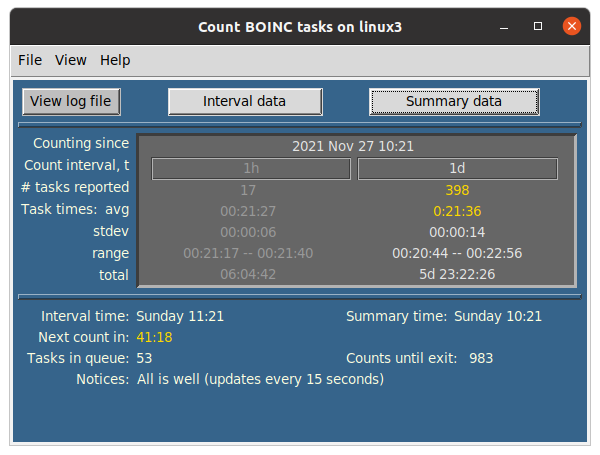 Count BOINC tasks on linux3
File View Help
View log file Interval data Summary data
Counting since 2021 Nov 27 10:21
Count interval, t 1h 1d
# tasks reported 17 398
Task times: avg 00:21:27 0:21:36
stdev 00:00:06 00:00:14
range 00:21:17 -- 00:21:40 00:20:44 -- 00:22:56
total 06:04:42 5d 23:22:26
Interval time: Sunday 11:21 Summary time: Sunday 10:21
Next count in: 41:18
Tasks in queue: 53 Counts until exit: 983
Notices: All is well (updates every 15 seconds)